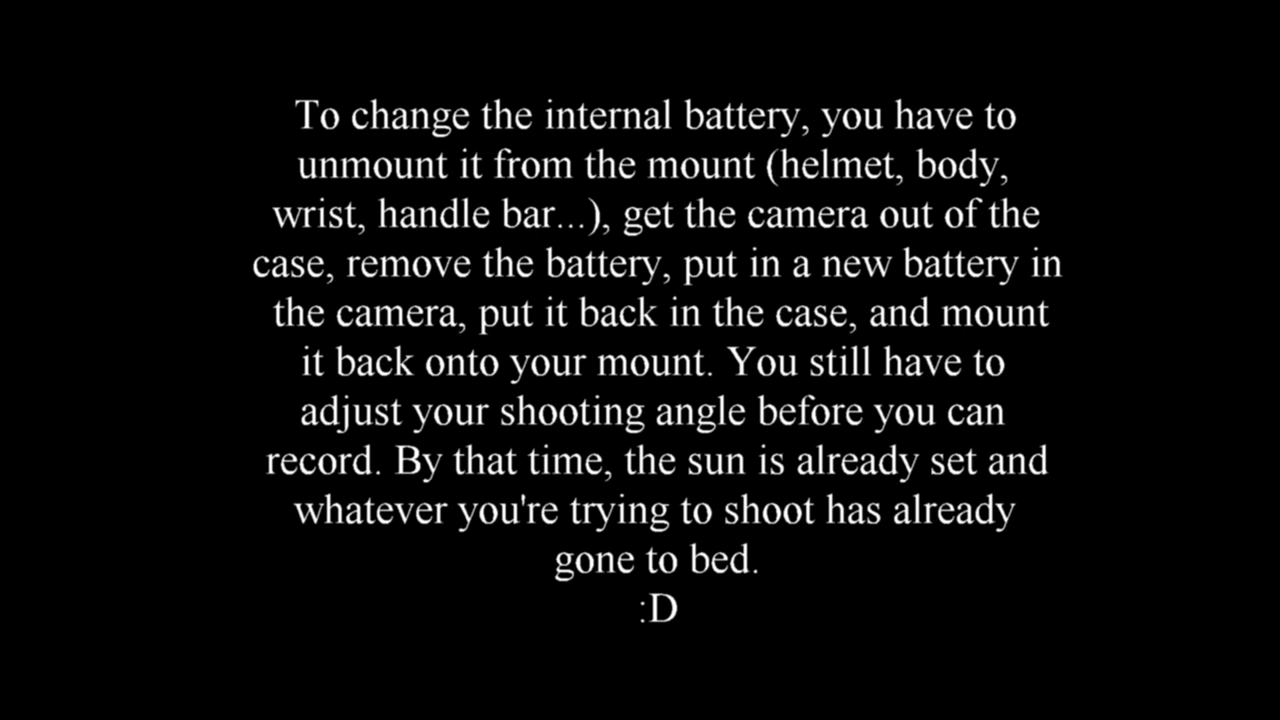 To change the internal battery, you have to
unmount it from the mount (helmet, body,
wrist, handle bar...), get the camera out of the
case, remove the battery, put in a new battery in
the camera, put it back in the case, and mount
it back onto your mount. You still have to
adjust your shooting angle before you can
record. By that time, the sun is already set and
whatever you're trying to shoot has already
gone to bed.
:D